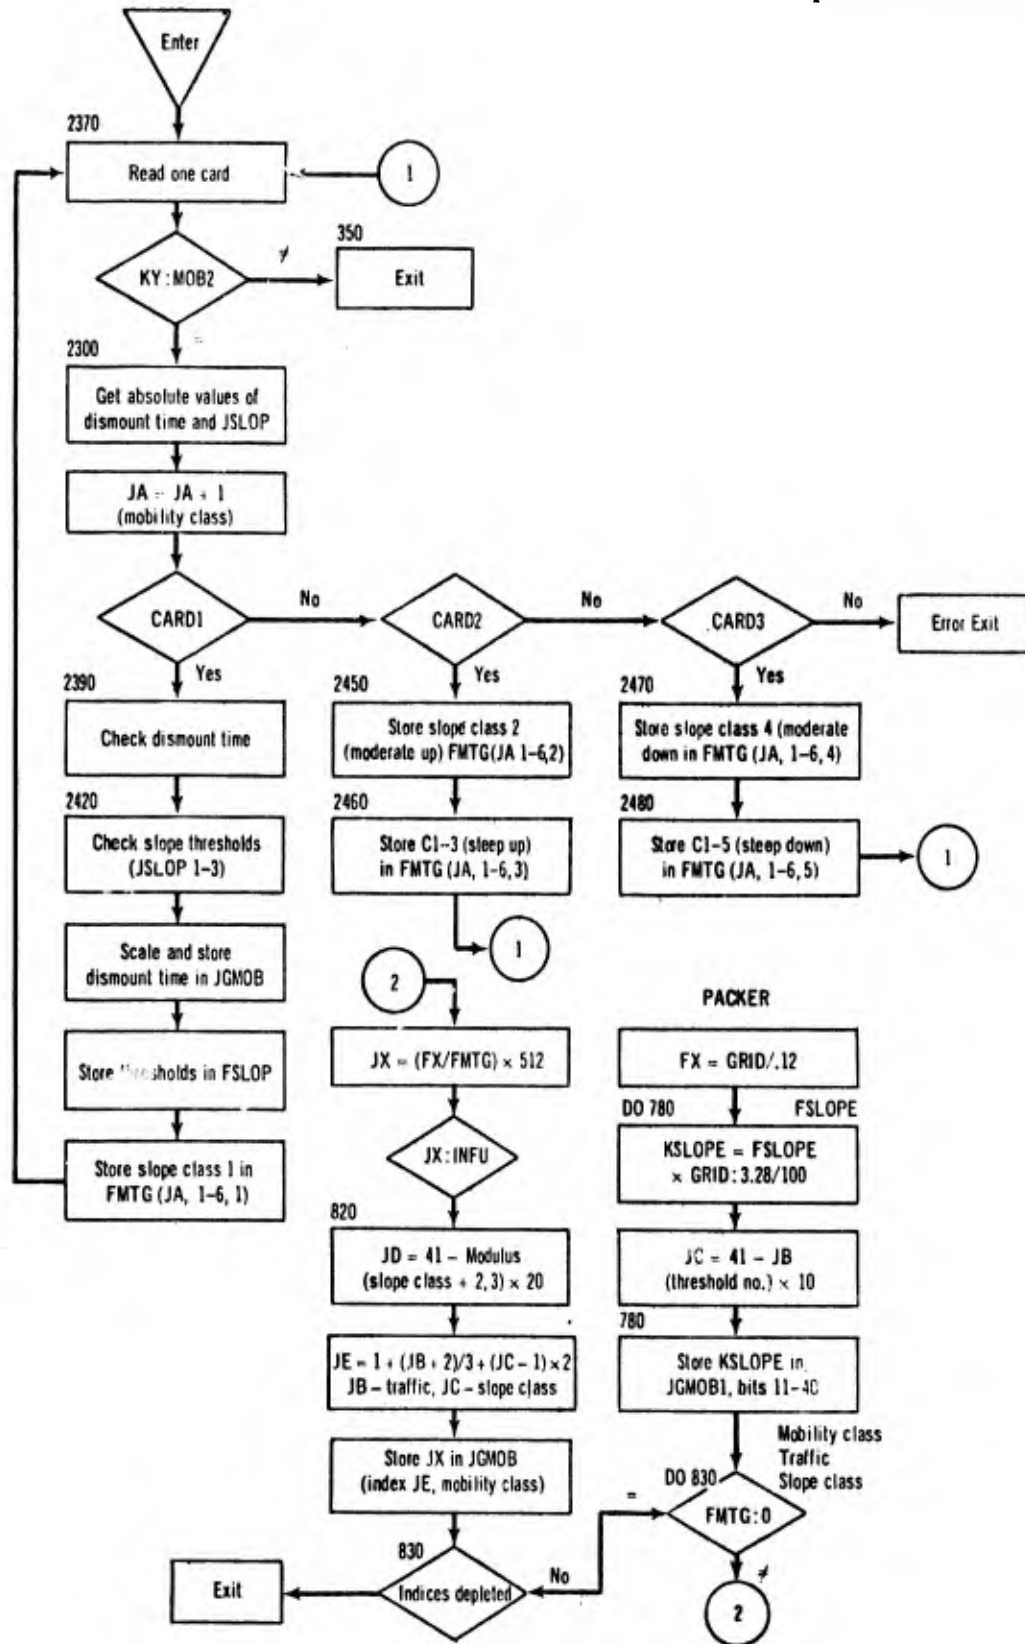 Enter
2370
Read one card
1
KY:MOB2
≠
350
Exit
2300
Get absolute values of
dismount time and JSLOP
JA = JA + 1
(mobility class)
CARD1
No
CARD2
No
CARD3
No
Error Exit
Yes
Yes
Yes
2390
Check dismount time
2450
Store slope class 2
(moderate up) FMTG(JA 1-6,2)
2470
Store slope class 4 (moderate
down in FMTG (JA, 1-6, 4)
2420
Check slope thresholds
(JSLOP 1-3)
2460
Store C1-3 (sleep up)
in FMTG (JA, 1-6,3)
2480
Store C1-5 (sleep down)
in FMTG (JA, 1-6, 5)
1
Scale and store
dismount time in JGMOB
1
Store thresholds in FSLOP
Store slope class 1 in
FMTG (JA, 1-6, 1)
2
JX = (FX/FMTG) × 512
JX:INFU
820
JD = 41 - Modulus
(slope class + 2,3) × 20
JE = 1 + (JB + 2)/3 + (JC - 1) × 2
JB - traffic, JC - slope class
Store JX in JGMOB
(index JE, mobility class)
830
Indices depleted
Exit
No
PACKER
FX = GRID/.12
DO 780
FSLOPE
KSLOPE = FSLOPE
× GRID:3.28/100
JC = 41 - JB
(threshold no.) × 10
780
Store KSLOPE in
JGMOB1, bits 11-40
Mobility class
Traffic
Slope class
DO 830
=
FMTG:0
≠
2